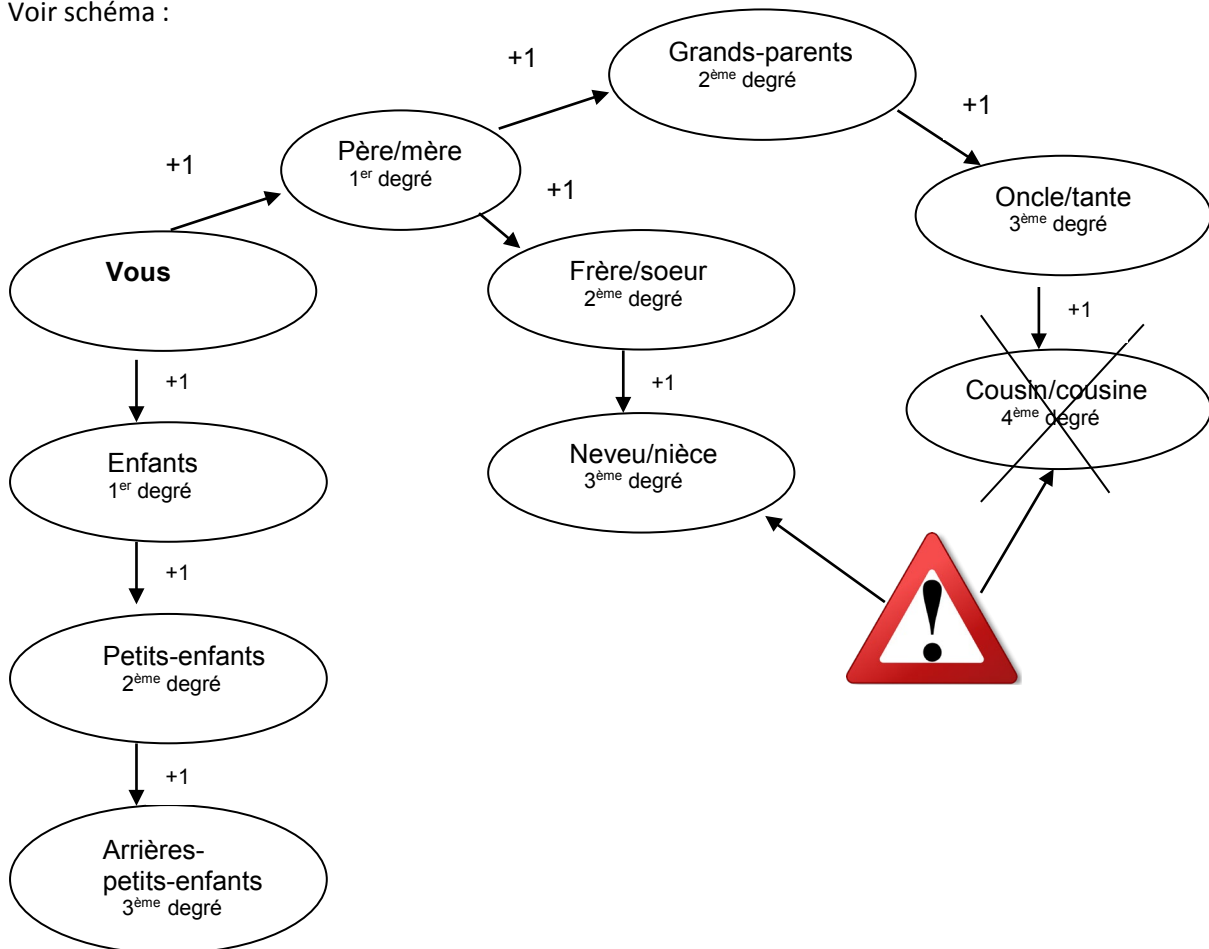 Voir schéma :
Grands-parents
2ème degré
+1
+1
Père/mère
1er degré
+1
+1
Oncle/tante
3ème degré
Vous
Frère/soeur
2ème degré
+1
+1
+1
Cousin/cousine
4ème degré
Enfants
1er degré
Neveu/nièce
3ème degré
+1
Petits-enfants
2ème degré
+1
Arrières-
petits-enfants
3ème degré